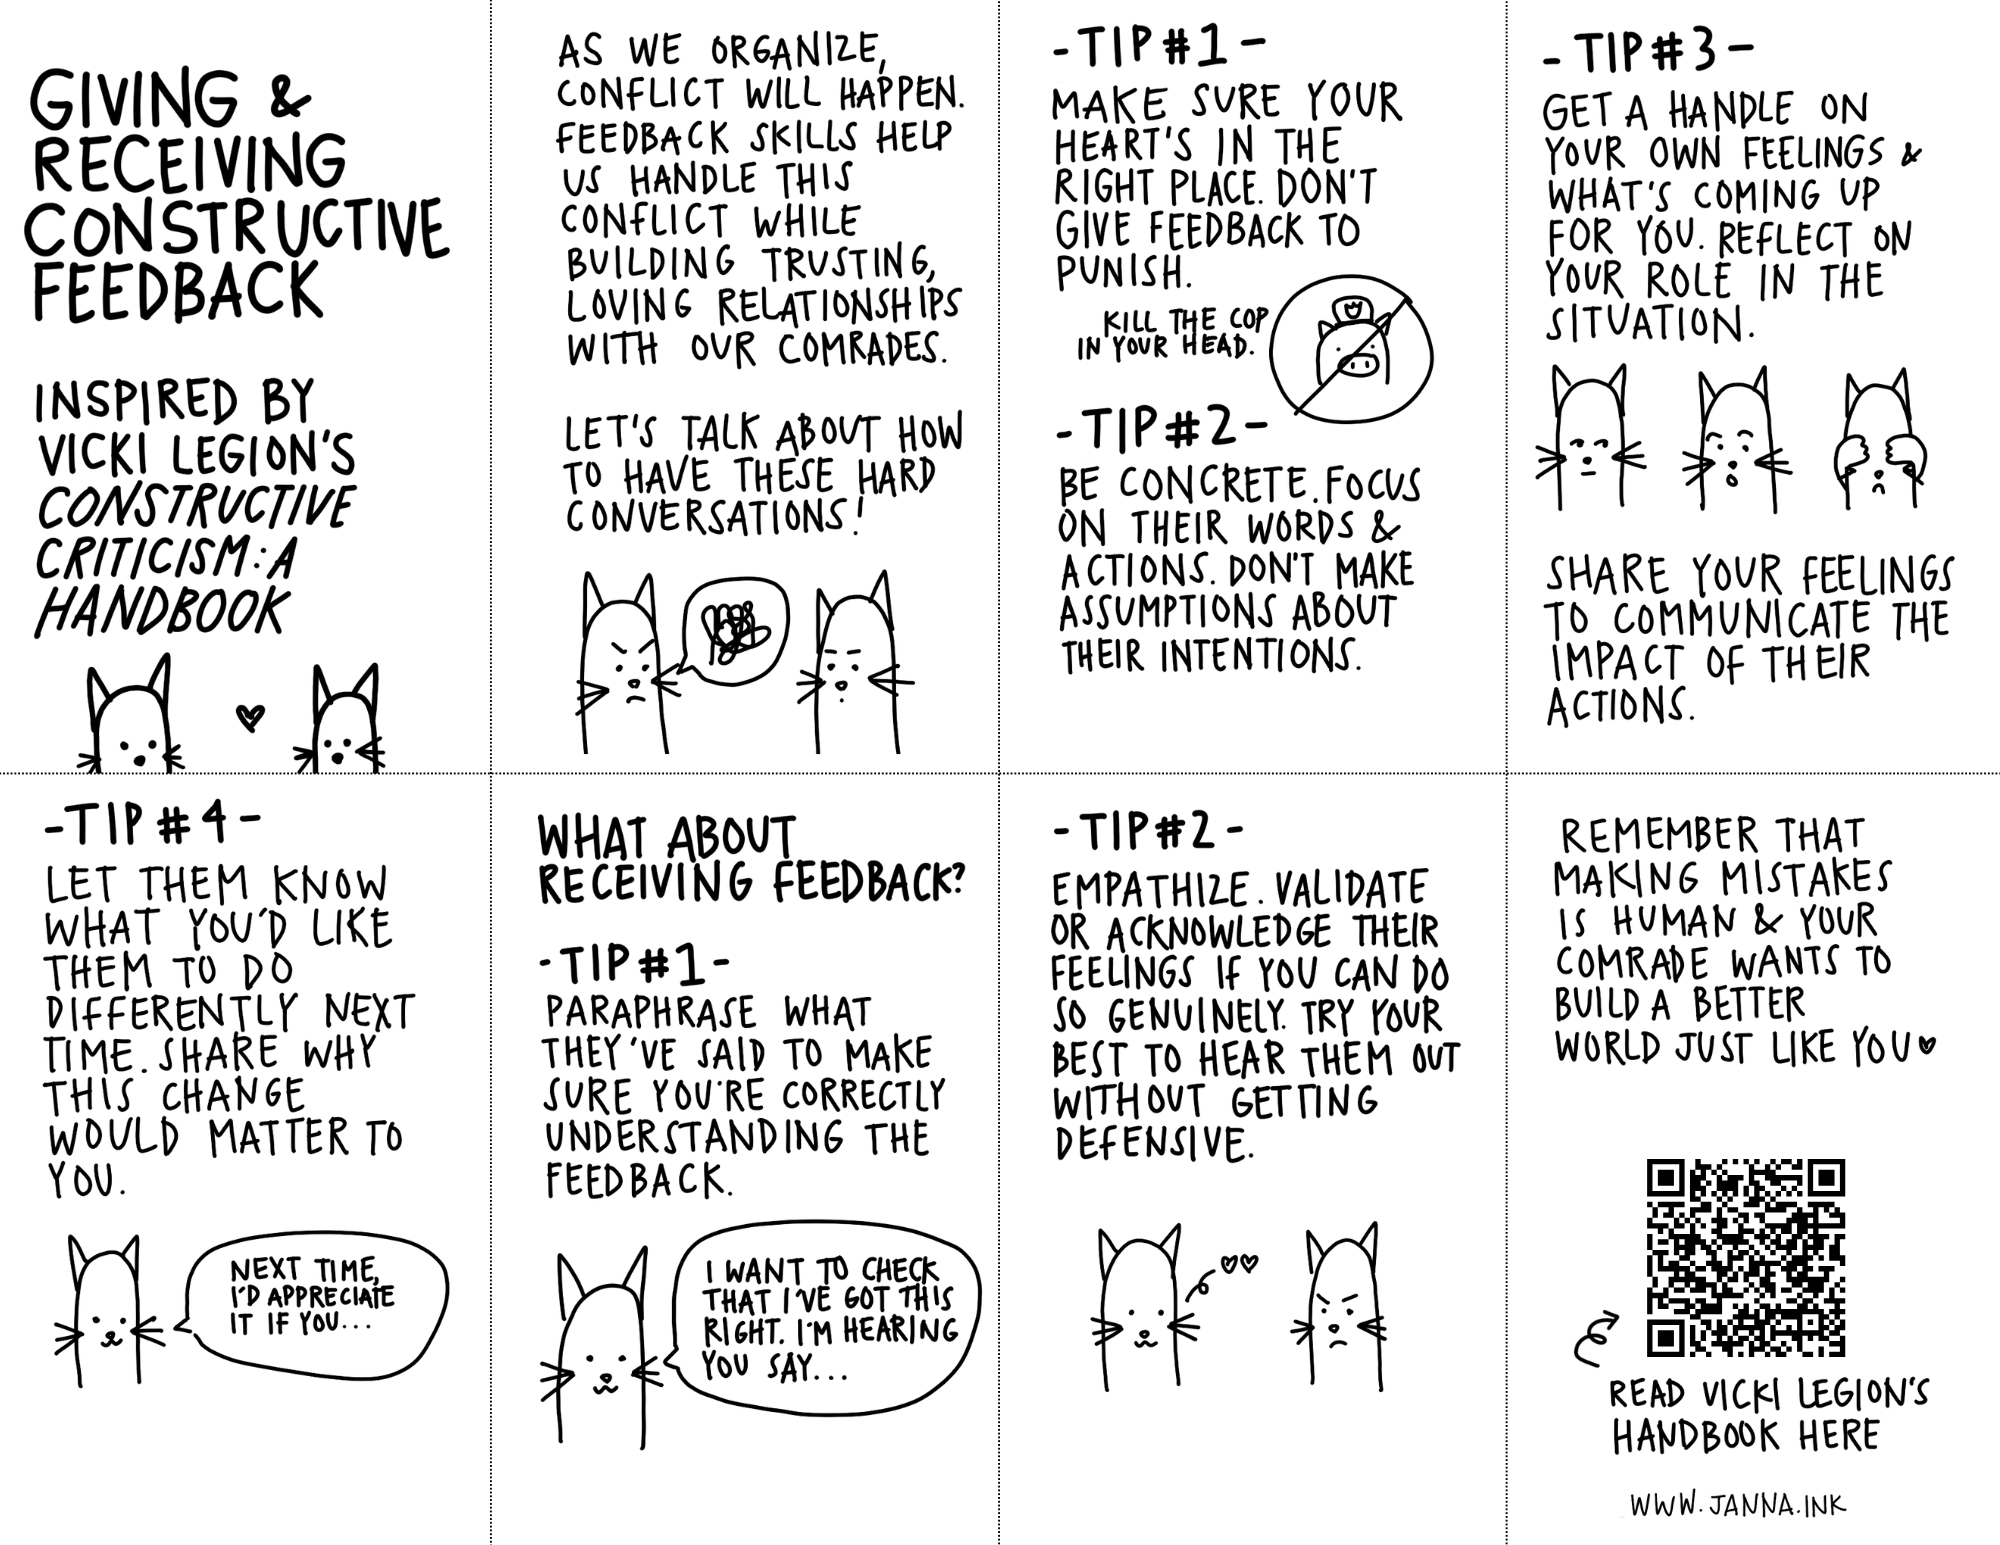 GIVING &
RECEIVING
CONSTRUCTIVE
FEEDBACK
INSPIRED BY
VICKI LEGION'S
CONSTRUCTIVE
CRITICISM: A
HANDBOOK
AS WE ORGANIZE,
CONFLICT WILL HAPPEN.
FEEDBACK SKILLS HELP
US HANDLE THIS
CONFLICT WHILE
BUILDING TRUSTING,
LOVING RELATIONSHIPS
WITH OUR COMRADES.
LET'S TALK ABOUT HOW
TO HAVE THESE HARD
CONVERSATIONS!
-TIP #1-
MAKE SURE YOUR
HEART'S IN THE
RIGHT PLACE. DON'T
GIVE FEEDBACK TO
PUNISH.
KILL THE COP
IN YOUR HEAD.
-TIP #2-
BE CONCRETE. FOCUS
ON THEIR WORDS &
ACTIONS. DON'T MAKE
ASSUMPTIONS ABOUT
THEIR INTENTIONS.
-TIP #3-
GET A HANDLE ON
YOUR OWN FEELINGS &
WHAT'S COMING UP
FOR YOU. REFLECT ON
YOUR ROLE IN THE
SITUATION.
SHARE YOUR FEELINGS
TO COMMUNICATE THE
IMPACT OF THEIR
ACTIONS.
-TIP #4-
LET THEM KNOW
WHAT YOU'D LIKE
THEM TO DO
DIFFERENTLY NEXT
TIME. SHARE WHY
THIS CHANGE
WOULD MATTER TO
YOU.
NEXT TIME,
I'D APPRECIATE
IT IF YOU...
WHAT ABOUT
RECEIVING FEEDBACK?
-TIP #1-
PARAPHRASE WHAT
THEY'VE SAID TO MAKE
SURE YOU'RE CORRECTLY
UNDERSTANDING THE
FEEDBACK.
I WANT TO CHECK
THAT I'VE GOT THIS
RIGHT. I'M HEARING
YOU SAY...
-TIP #2-
EMPATHIZE. VALIDATE
OR ACKNOWLEDGE THEIR
FEELINGS IF YOU CAN DO
SO GENUINELY. TRY YOUR
BEST TO HEAR THEM OUT
WITHOUT GETTING
DEFENSIVE.
REMEMBER THAT
MAKING MISTAKES
IS HUMAN & YOUR
COMRADE WANTS TO
BUILD A BETTER
WORLD JUST LIKE YOU♥
READ VICKI LEGION'S
HANDBOOK HERE
WWW.JANNA.INK